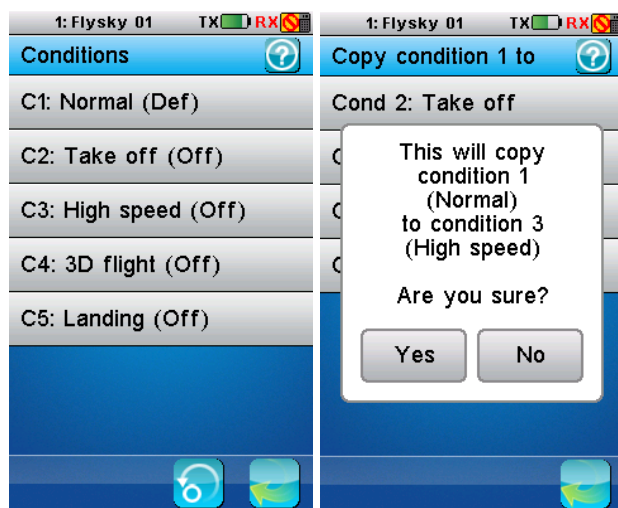 1: Flysky 01 TX RX
Conditions ?
C1: Normal (Def)
C2: Take off (Off)
C3: High speed (Off)
C4: 3D flight (Off)
C5: Landing (Off)
1: Flysky 01 TX RX
Copy condition 1 to ?
Cond 2: Take off
This will copy
condition 1
(Normal)
to condition 3
(High speed)
Are you sure?
Yes No